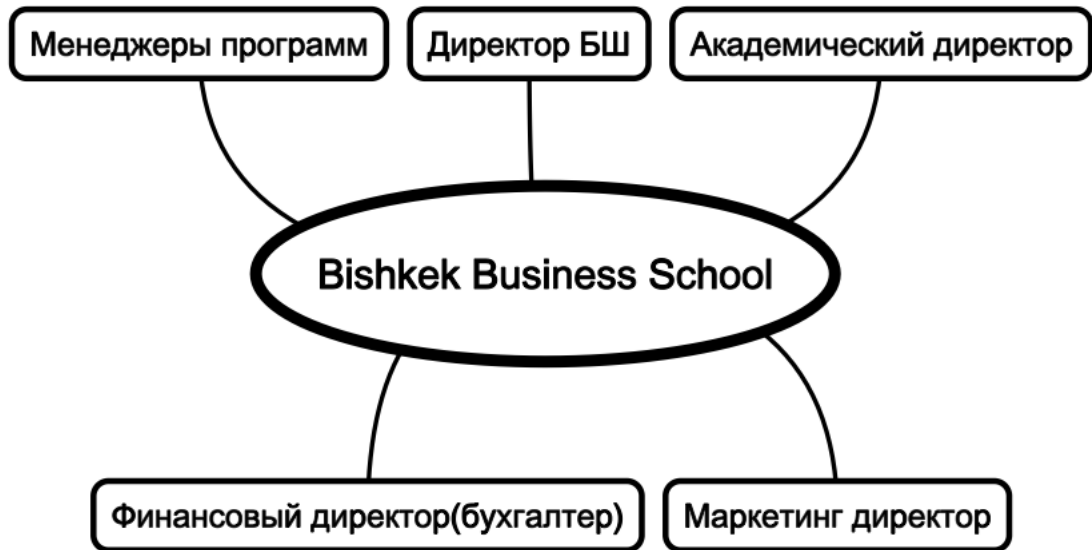 Менеджеры программ
Директор БШ
Академический директор
Bishkek Business School
Финансовый директор(бухгалтер)
Маркетинг директор